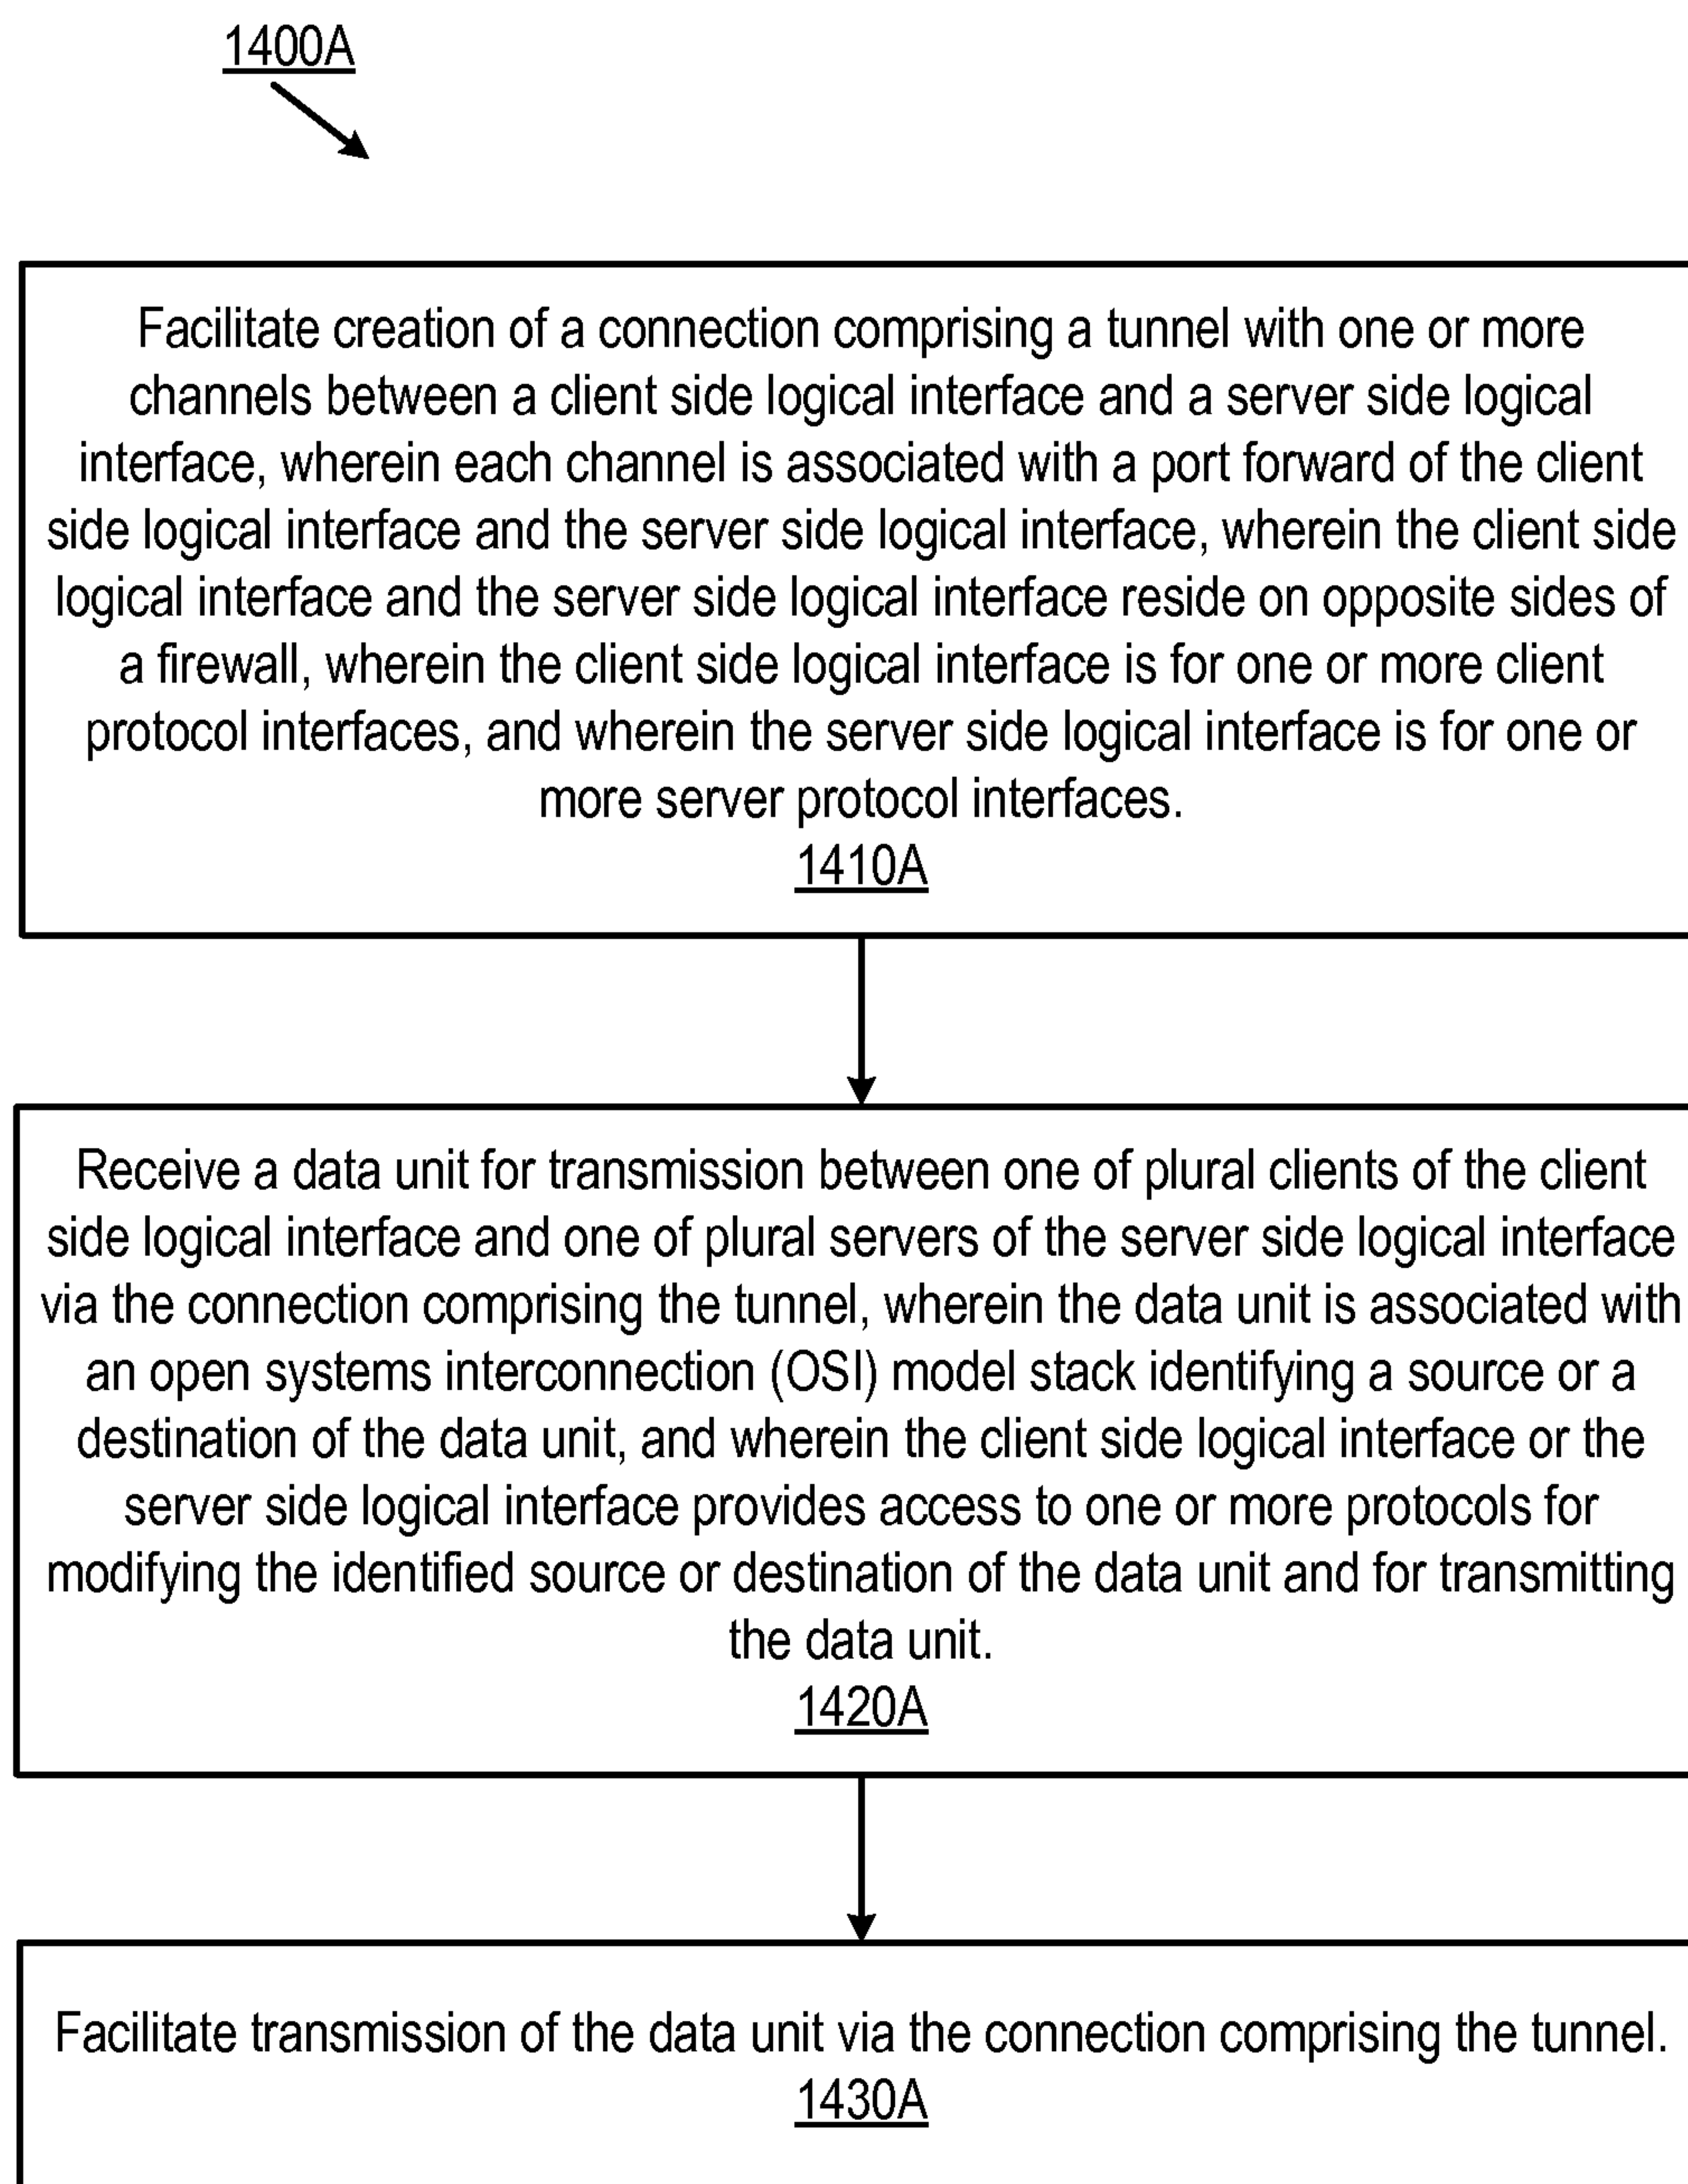 1400A
Facilitate creation of a connection comprising a tunnel with one or more
channels between a client side logical interface and a server side logical
interface, wherein each channel is associated with a port forward of the client
side logical interface and the server side logical interface, wherein the client side
logical interface and the server side logical interface reside on opposite sides of
a firewall, wherein the client side logical interface is for one or more client
protocol interfaces, and wherein the server side logical interface is for one or
more server protocol interfaces.
1410A
Receive a data unit for transmission between one of plural clients of the client
side logical interface and one of plural servers of the server side logical interface
via the connection comprising the tunnel, wherein the data unit is associated with
an open systems interconnection (OSI) model stack identifying a source or a
destination of the data unit, and wherein the client side logical interface or the
server side logical interface provides access to one or more protocols for
modifying the identified source or destination of the data unit and for transmitting
the data unit.
1420A
Facilitate transmission of the data unit via the connection comprising the tunnel.
1430A